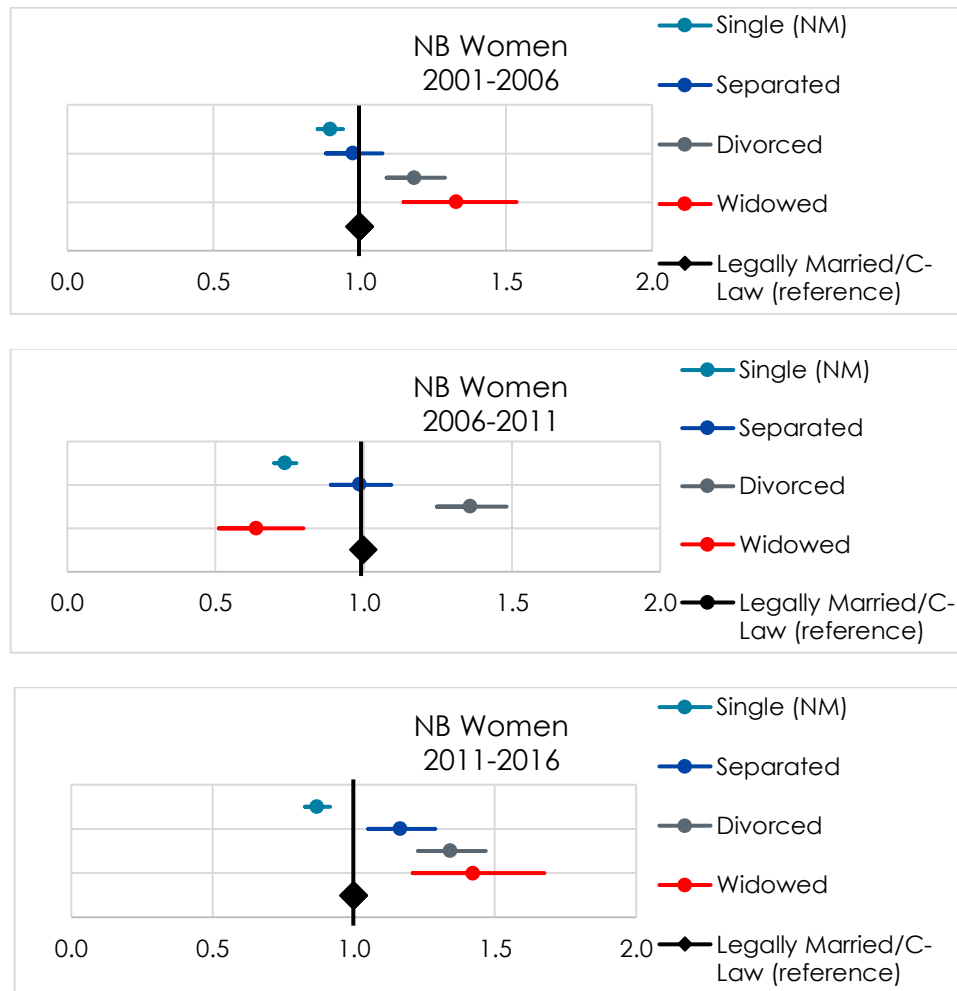 NB Women
2001-2006
Single (NM)
Separated
Divorced
Widowed
Legally Married/C-
Law (reference)
0.0 0.5 1.0 1.5 2.0
NB Women
2006-2011
Single (NM)
Separated
Divorced
Widowed
Legally Married/C-
Law (reference)
0.0 0.5 1.0 1.5 2.0
NB Women
2011-2016
Single (NM)
Separated
Divorced
Widowed
Legally Married/C-
Law (reference)
0.0 0.5 1.0 1.5 2.0